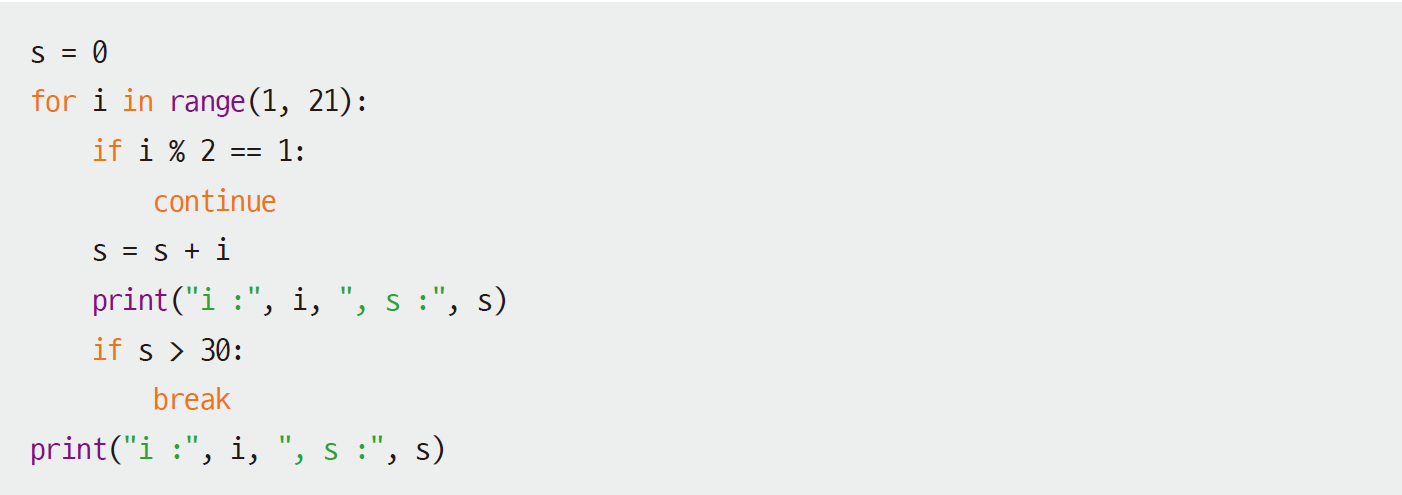 s = 0
for i in range(1, 21):
    if i % 2 == 1:
        continue
    s = s + i
    print("i :", i, ", s :", s)
    if s > 30:
        break
print("i :", i, ", s :", s)